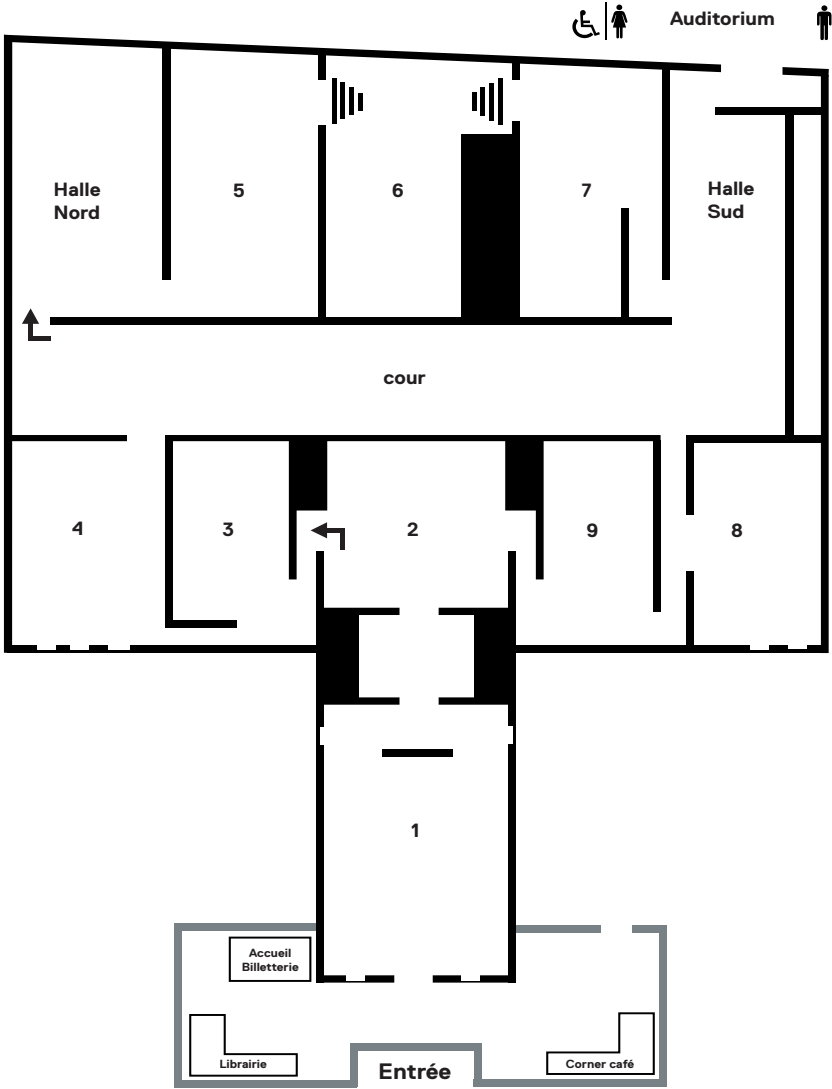 Auditorium
Halle
Nord
5
6
7
Halle
Sud
cour
4
3
2
9
8
1
Accueil
Billetterie
Librairie
Entrée
Corner café